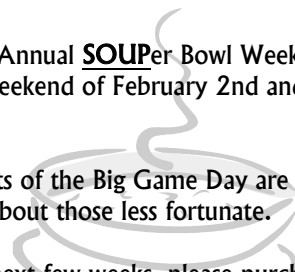 Annual SOUPer Bowl Week
eekend of February 2nd and
ts of the Big Game Day are
bout those less fortunate.
next few weeks, please purch